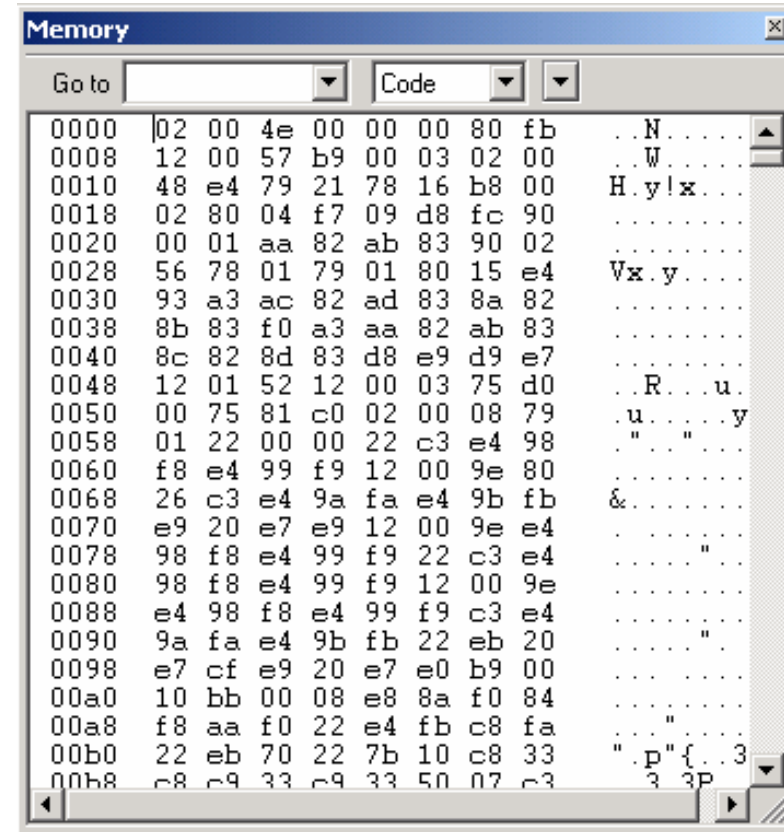 Memory
Go to Code
0000 02 00 4e 00 00 00 80 fb ..N.....
0008 12 00 57 b9 00 03 02 00 ..W.....
0010 48 e4 79 21 78 16 b8 00 H.y!x...
0018 02 80 04 f7 09 d8 fc 90 ........
0020 00 01 aa 82 ab 83 90 02 ........
0028 56 78 01 79 01 80 15 e4 Vx.y....
0030 93 a3 ac 82 ad 83 8a 82 ........
0038 8b 83 f0 a3 aa 82 ab 83 ........
0040 8c 82 8d 83 d8 e9 d9 e7 ........
0048 12 01 52 12 00 03 75 d0 ..R...u.
0050 00 75 81 c0 02 00 08 79 .u.....y
0058 01 22 00 00 22 c3 e4 98 ."..."...
0060 f8 e4 99 f9 12 00 9e 80 ........
0068 26 c3 e4 9a fa e4 9b fb &.......
0070 e9 20 e7 e9 12 00 9e e4 . ......
0078 98 f8 e4 99 f9 22 c3 e4 ....."..
0080 98 f8 e4 99 f9 12 00 9e ........
0088 e4 98 f8 e4 99 f9 c3 e4 ........
0090 9a fa e4 9b fb 22 eb 20 .....".
0098 e7 cf e9 20 e7 e0 b9 00 ... ....
00a0 10 bb 00 08 e8 8a f0 84 ........
00a8 f8 aa f0 22 e4 fb c8 fa ..."....
00b0 22 eb 70 22 7b 10 c8 33 ".p"{..3
00b8 c8 c9 33 c9 33 50 07 c3 ..3.3P..